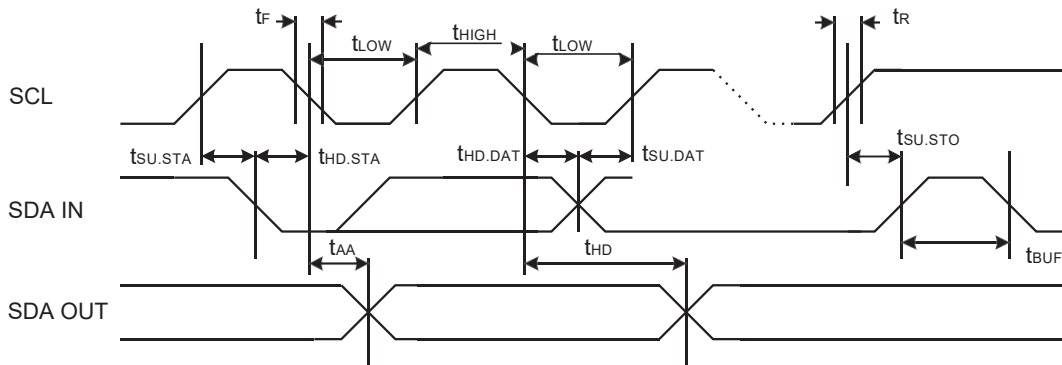 tF
tLOW
tHIGH
tLOW
tR
SCL
tSU.STA
tHD.STA
tHD.DAT
tSU.DAT
tSU.STO
SDA IN
tAA
tHD
tBUF
SDA OUT